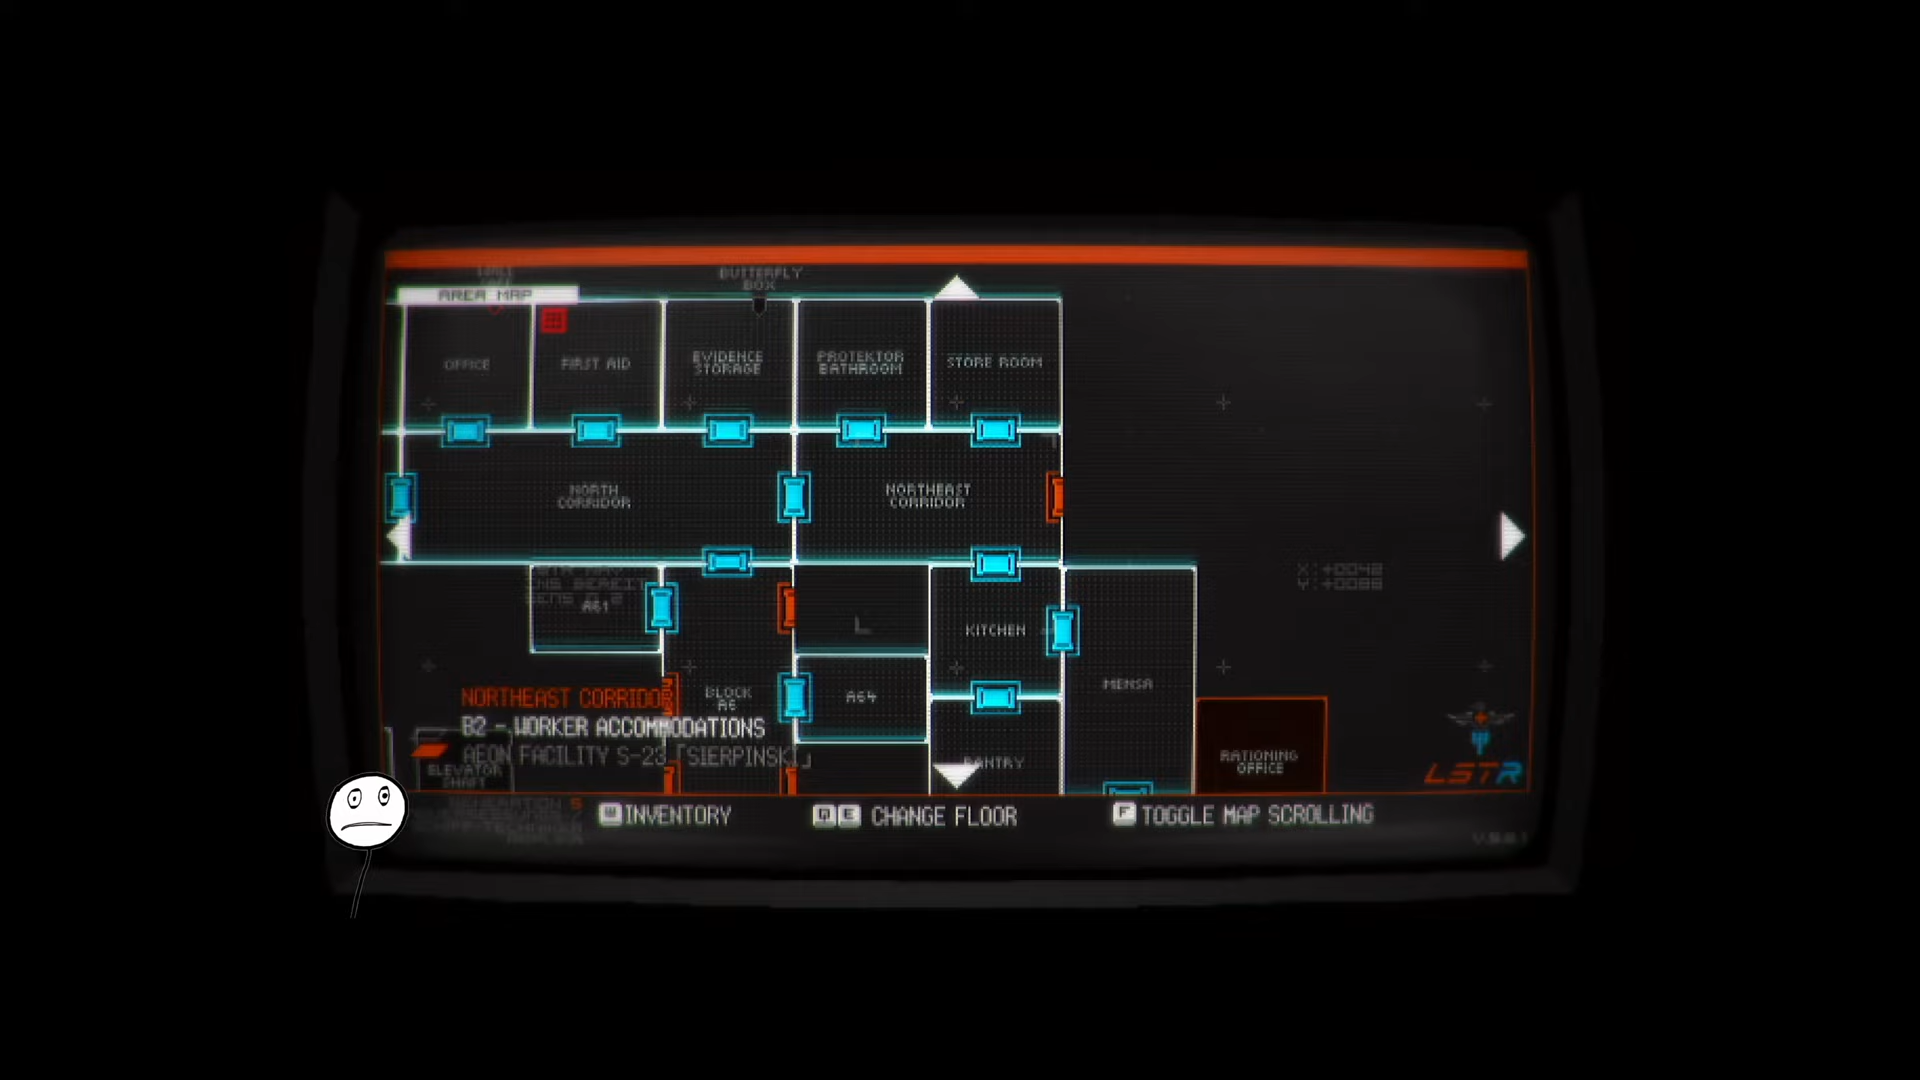 BUTTERFLY
BOX
AREA MAP
OFFICE
FIRST AID
EVIDENCE
STORAGE
PROTEKTOR
BATHROOM
STORE ROOM
NORTH
CORRIDOR
NORTHEAST
CORRIDOR
X:+0042
Y:+0086
A61
KITCHEN
MENSA
BLOCK
A6
A64
NORTHEAST CORRIDOR
B2 - WORKER ACCOMMODATIONS
AEON FACILITY S-23「SIERPINSKI」
PANTRY
RATIONING
OFFICE
ELEVATOR
SHAFT
LSTR
INVENTORY
Q E CHANGE FLOOR
F TOGGLE MAP SCROLLING